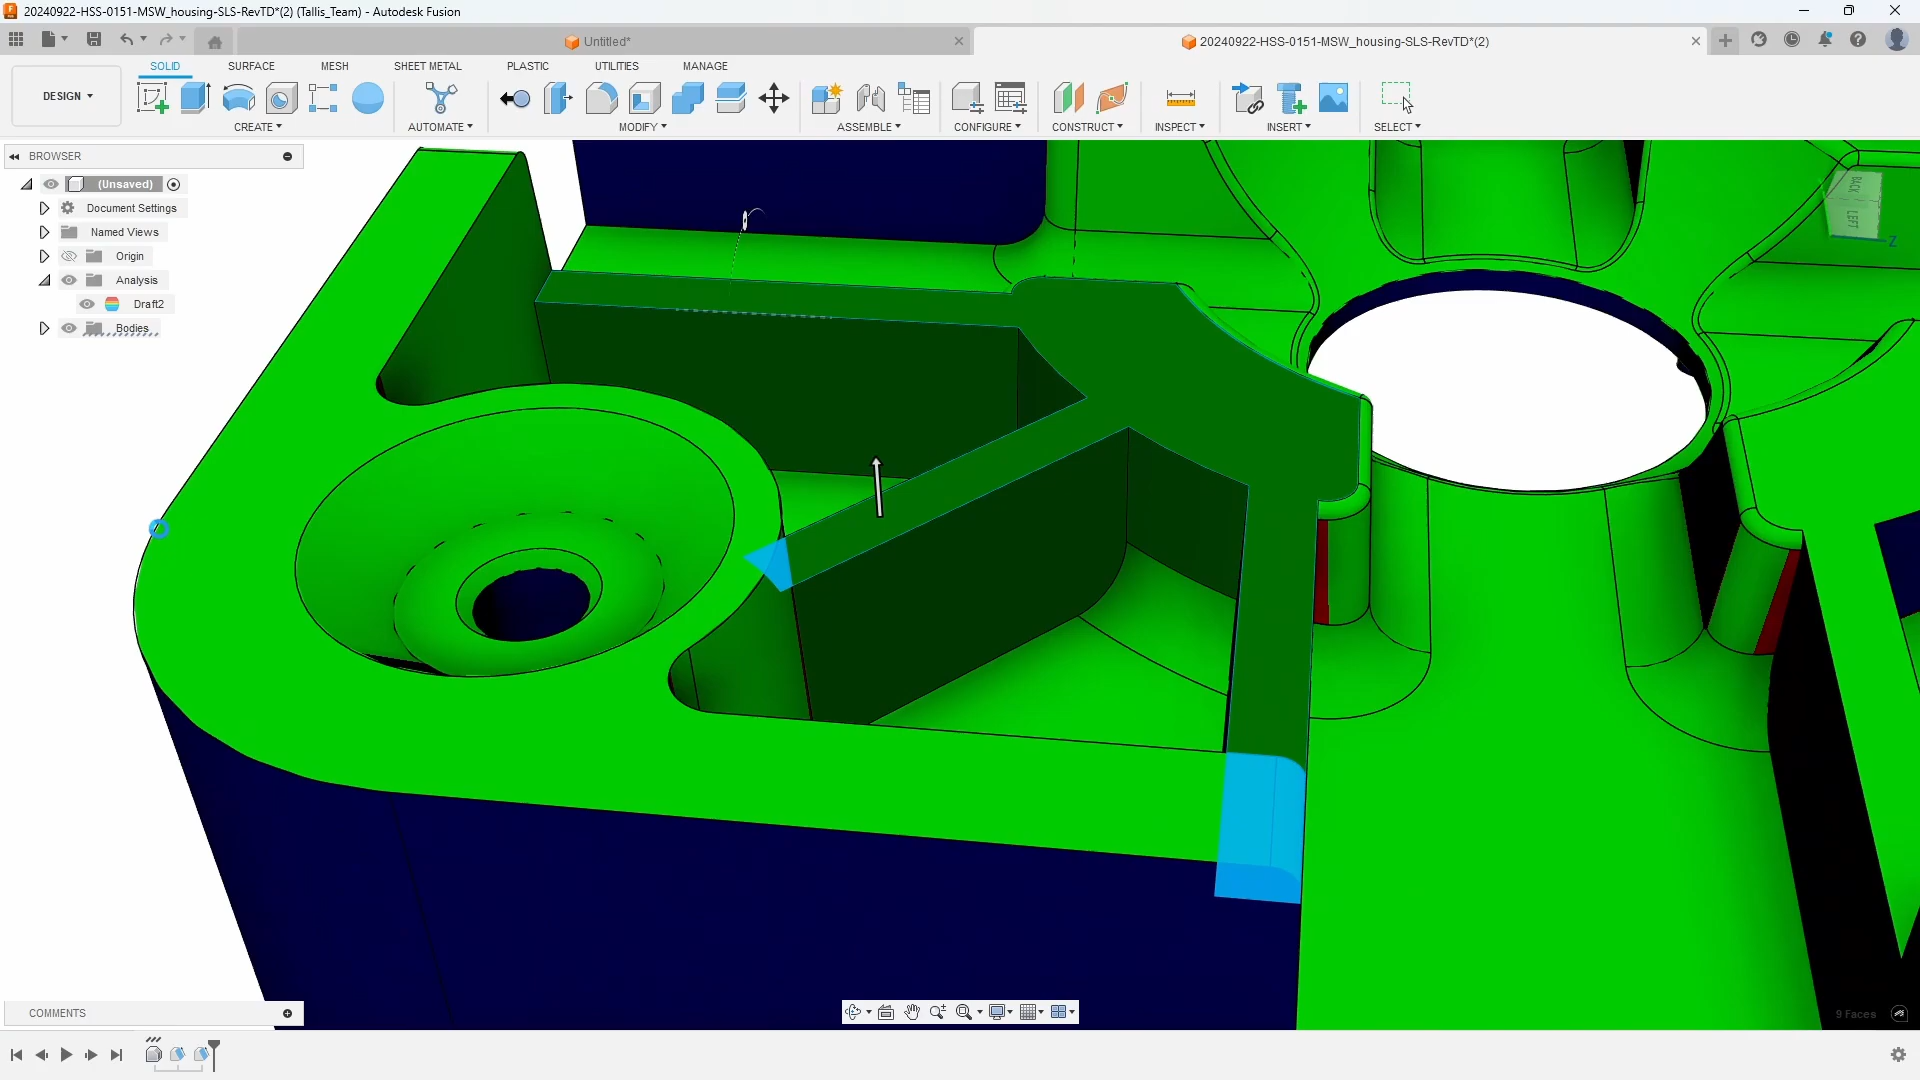 20240922-HSS-0151-MSW_housing-SLS-RevTD*(2) (Tallis_Team) - Autodesk Fusion
Untitled*
20240922-HSS-0151-MSW_housing-SLS-RevTD*(2)
SOLID
SURFACE
MESH
SHEET METAL
PLASTIC
UTILITIES
MANAGE
DESIGN
CREATE
AUTOMATE
MODIFY
ASSEMBLE
CONFIGURE
CONSTRUCT
INSPECT
INSERT
SELECT
BROWSER
(Unsaved)
Document Settings
Named Views
Origin
Analysis
Draft2
Bodies
BACK
LEFT
Z
COMMENTS
9 Faces